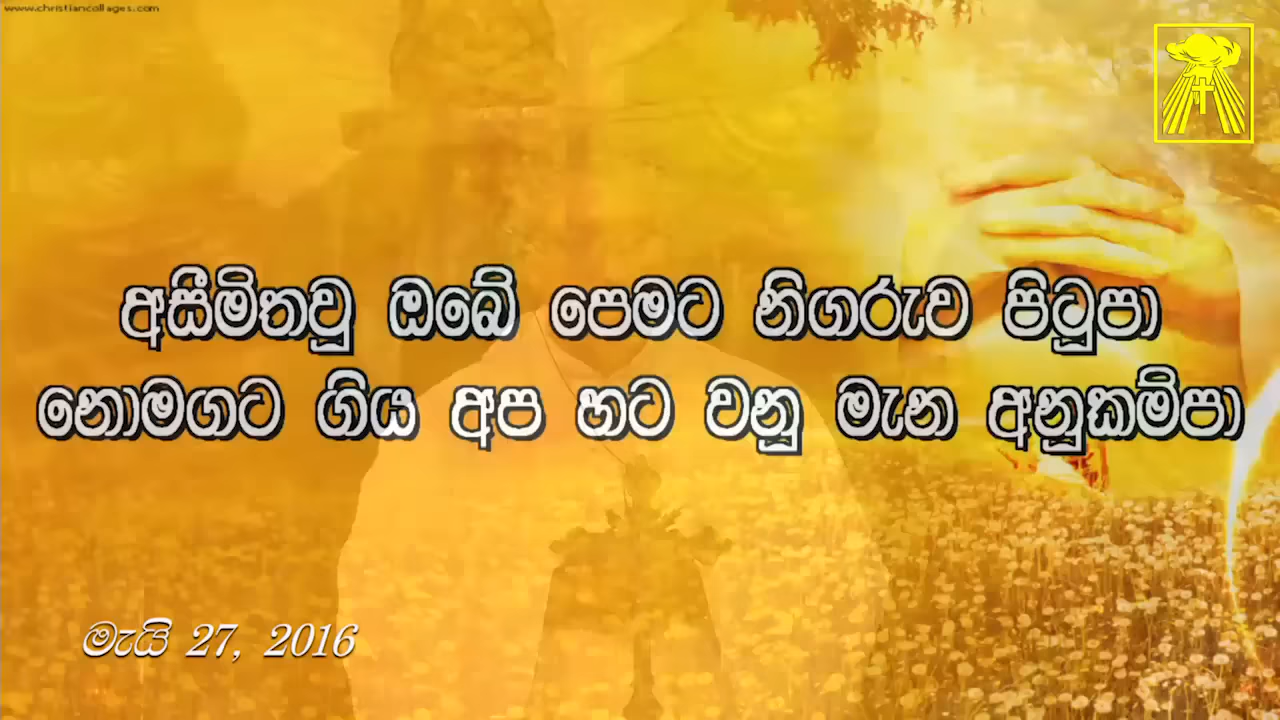 www.christiancollages.com
අසීමිතවූ ඔබේ පෙමට නිගරුව පිටුපා
නොමගට ගිය අප හට වනු මැන අනුකම්පා
මැයි 27, 2016